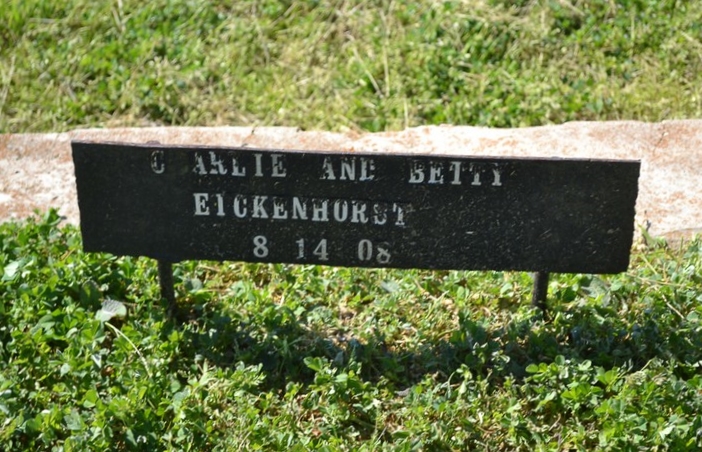 C ARLIE AND BETTY
EICKENHORST
8 14 08